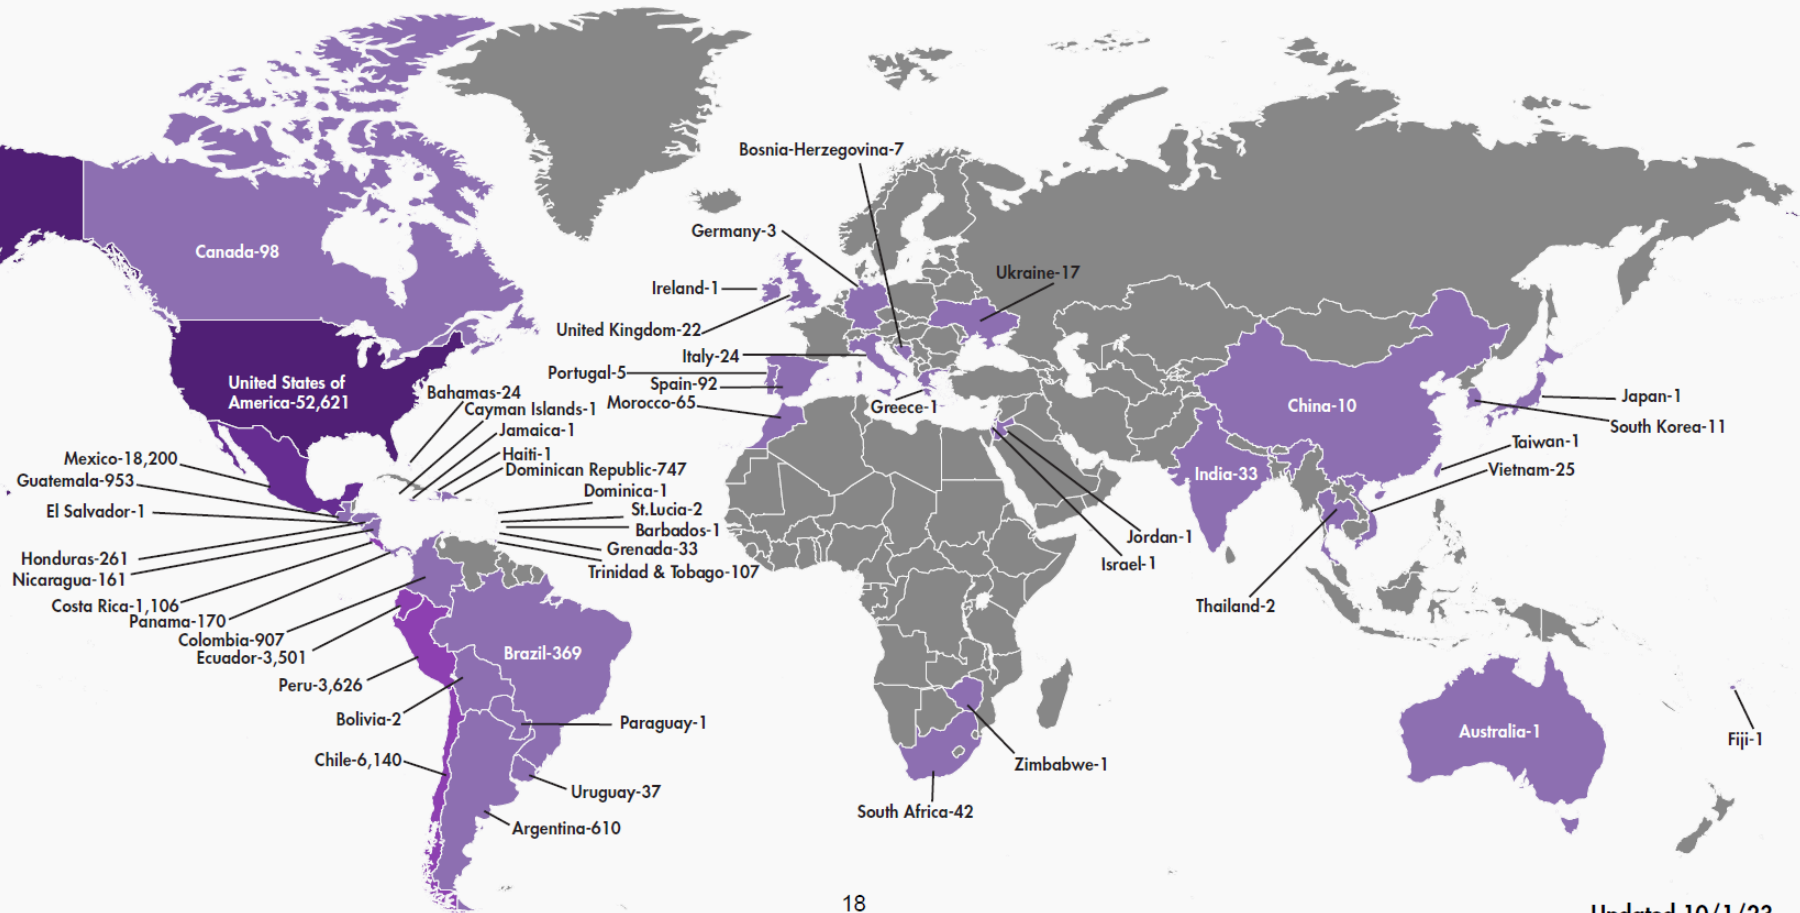 Bosnia-Herzegovina-7
Germany-3
Canada-98
Ukraine-17
Ireland-1
United Kingdom-22
Italy-24
Portugal-5
Spain-92
Morocco-65
Greece-1
United States of
America-52,621
Bahamas-24
Cayman Islands-1
Jamaica-1
Haiti-1
Dominican Republic-747
Dominica-1
St.Lucia-2
Barbados-1
Grenada-33
Trinidad & Tobago-107
Mexico-18,200
Guatemala-953
El Salvador-1
Honduras-261
Nicaragua-161
Costa Rica-1,106
Panama-170
Colombia-907
Ecuador-3,501
Peru-3,626
Bolivia-2
Chile-6,140
Brazil-369
Paraguay-1
Uruguay-37
Argentina-610
China-10
India-33
Japan-1
South Korea-11
Taiwan-1
Vietnam-25
Jordan-1
Israel-1
Thailand-2
Zimbabwe-1
South Africa-42
Australia-1
Fiji-1
18
Updated 10/1/23